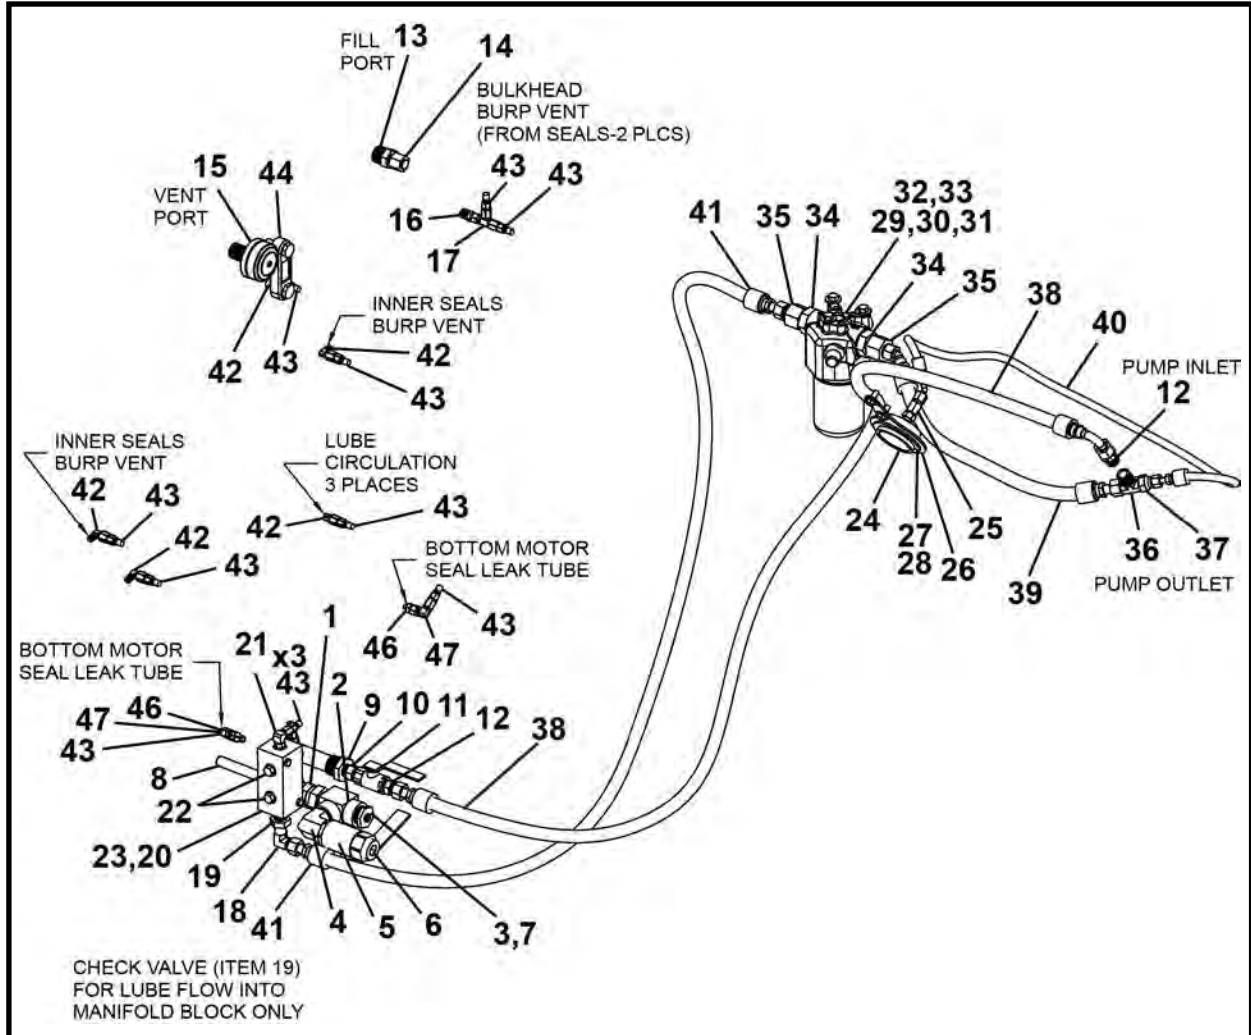 FILL 13
PORT
14
BULKHEAD
BURP VENT
(FROM SEALS-2 PLCS)
43
43
16
17
15
44
VENT
PORT
42
43
INNER SEALS
BURP VENT
42
43
41
35
34
32,33
29,30,31
34
35
38
40
PUMP INLET
12
24
27
28
26
25
39
36
37
PUMP OUTLET
INNER SEALS
BURP VENT
42
43
42
43
LUBE
CIRCULATION
3 PLACES
42
43
BOTTOM MOTOR
SEAL LEAK TUBE
46
47
43
BOTTOM MOTOR
SEAL LEAK TUBE
46
47
43
21
x3
43
1
2
9
10
11
12
38
8
22
23,20
19
18
41
4
5
6
3,7
CHECK VALVE (ITEM 19)
FOR LUBE FLOW INTO
MANIFOLD BLOCK ONLY